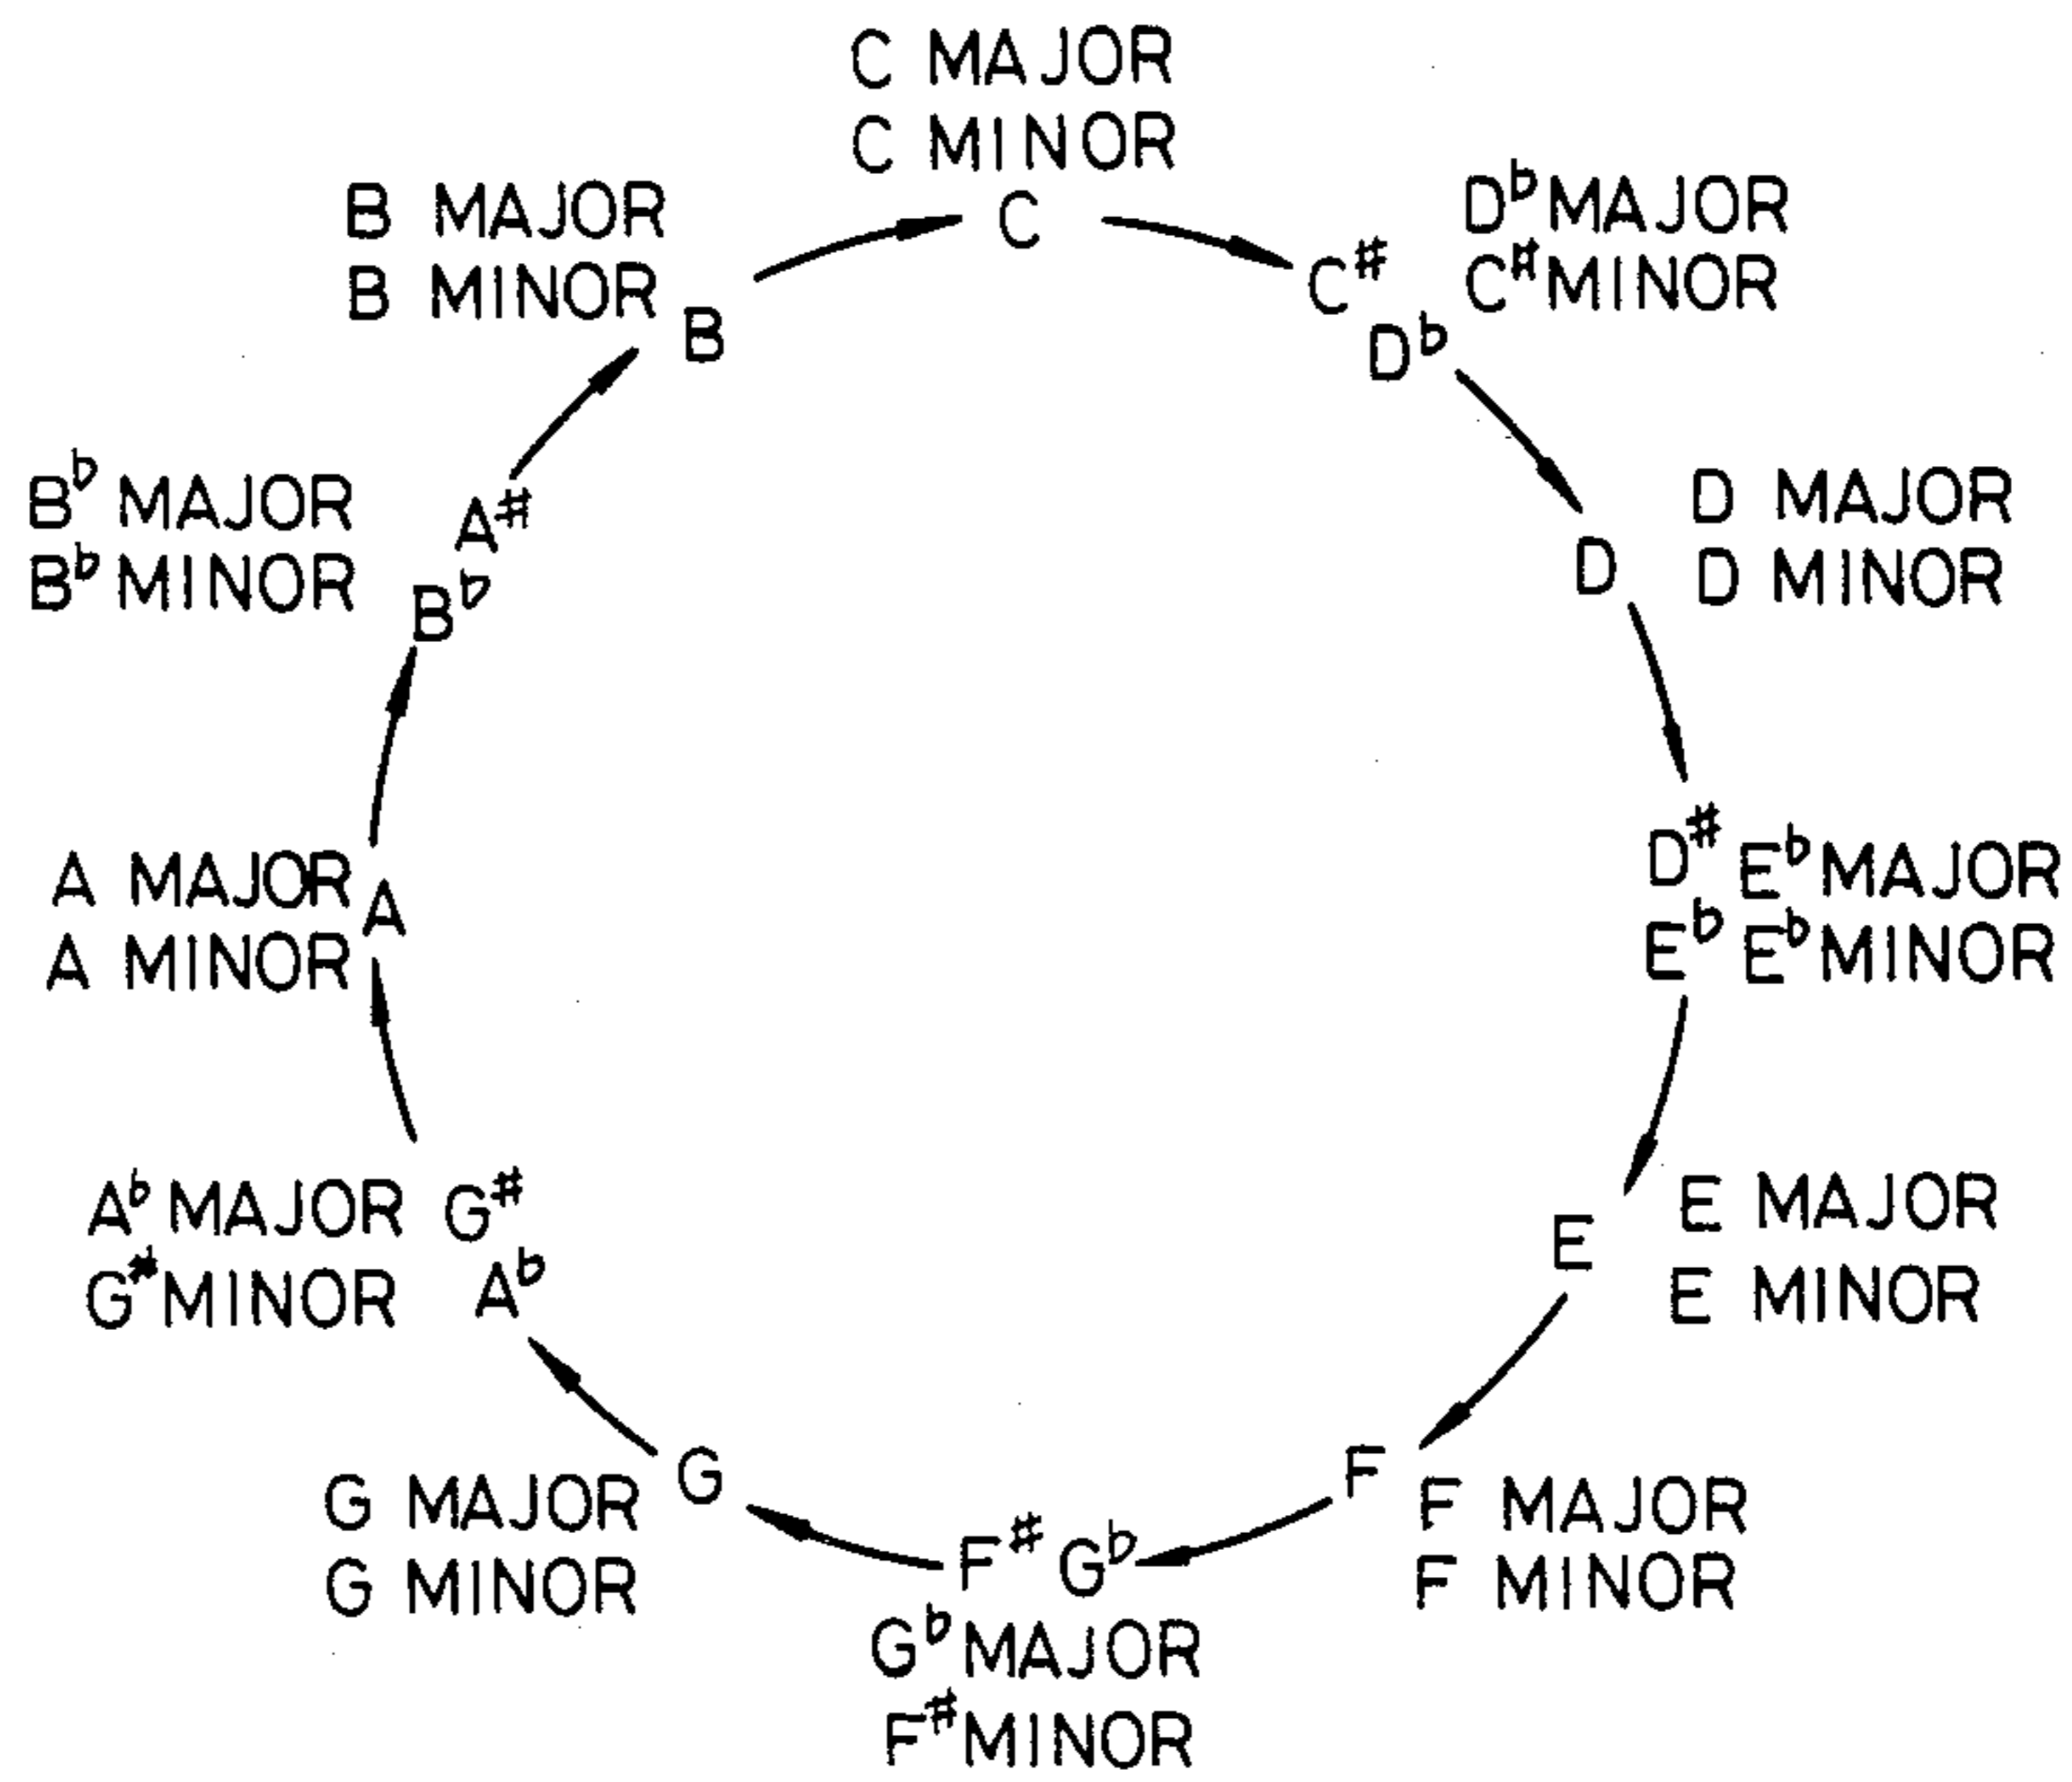 C MAJOR
C MINOR
C
D♭ MAJOR
C# MINOR
C#
D♭
D MAJOR
D MINOR
D
D#
E♭
E♭ MAJOR
E♭ MINOR
E MAJOR
E MINOR
E
F
F MAJOR
F MINOR
F# G♭
G♭ MAJOR
F# MINOR
G
G MAJOR
G MINOR
A♭ MAJOR
G# MINOR
G#
A♭
A MAJOR
A MINOR
A
B♭ MAJOR
B♭ MINOR
A#
B♭
B MAJOR
B MINOR
B